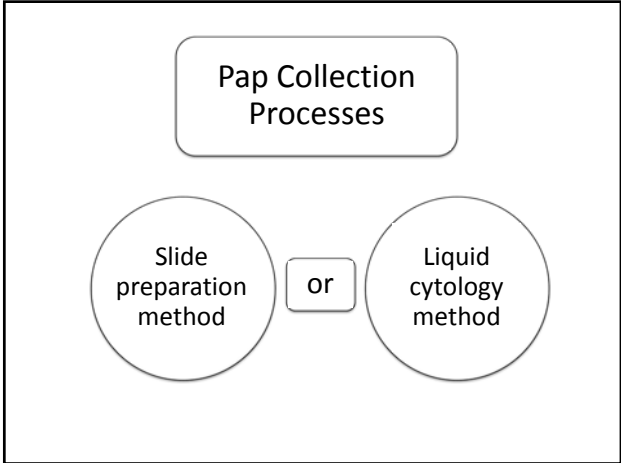 Pap Collection
Processes
Slide
preparation
method
or
Liquid
cytology
method